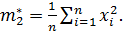 m₂* = 1/n ∑ᵢ₌₁ⁿ xᵢ².